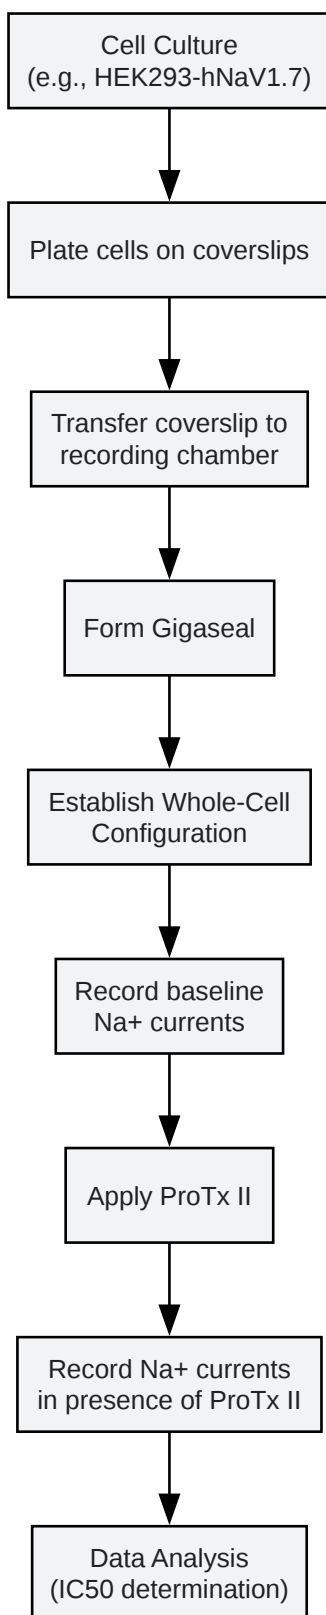 Cell Culture
(e.g., HEK293-hNaV1.7)
Plate cells on coverslips
Transfer coverslip to
recording chamber
Form Gigaseal
Establish Whole-Cell
Configuration
Record baseline
Na+ currents
Apply ProTx II
Record Na+ currents
in presence of ProTx II
Data Analysis
(IC50 determination)